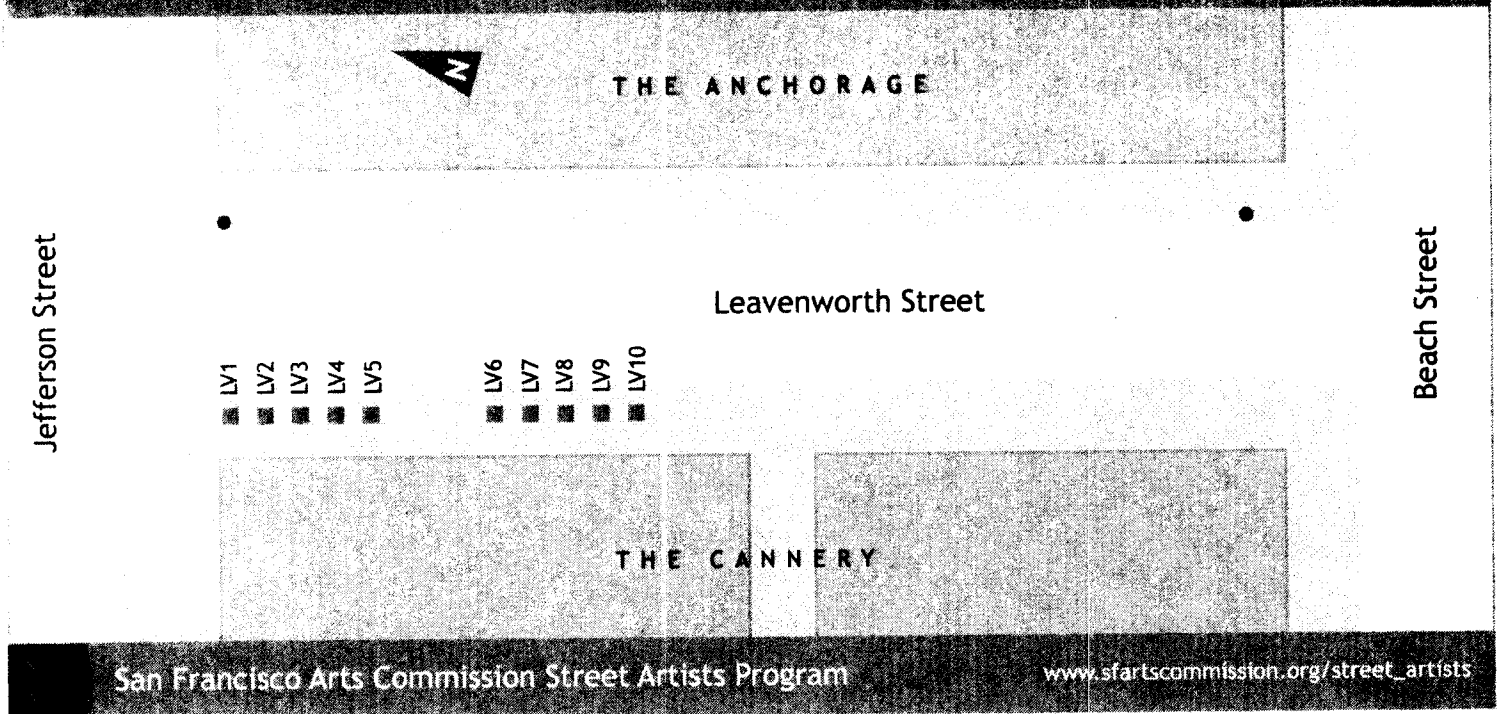 N
THE ANCHORAGE
Jefferson Street
Leavenworth Street
Beach Street
LV1
LV2
LV3
LV4
LV5
LV6
LV7
LV8
LV9
LV10
THE CANNERY
San Francisco Arts Commission Street Artists Program
www.sfartscommission.org/street_artists